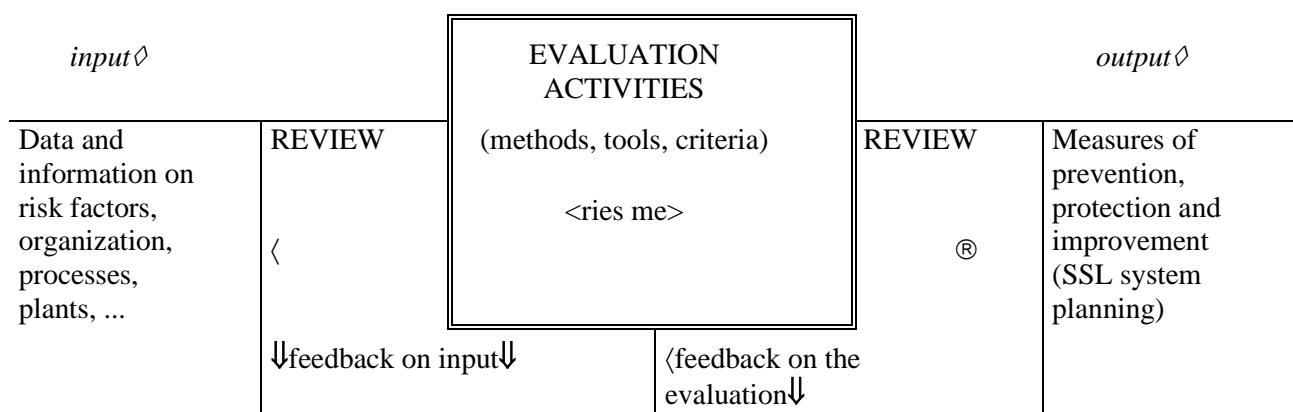 input◊
EVALUATION
ACTIVITIES
output◊
Data and
information on
risk factors,
organization,
processes,
plants, ...
REVIEW
〈
(methods, tools, criteria)
<ries me>
REVIEW
®
Measures of
prevention,
protection and
improvement
(SSL system
planning)
⇓feedback on input⇓
〈feedback on the
evaluation⇓